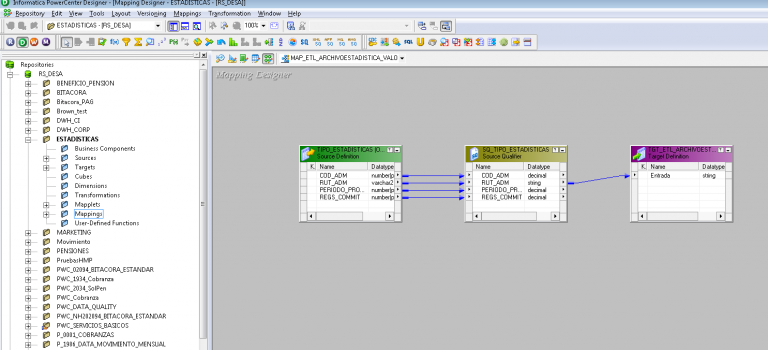 Informatica PowerCenter Designer - [Mapping Designer - ESTADISTICAS - [RS_DESA]]
Repository Edit View Tools Layout Versioning Mappings Transformation Window Help
ESTADISTICAS - [RS_DESA]
100%
R D W M
Repositories
RS_DESA
BENEFICIO_PENSION
BITACORA
Bitacora_PAG
Brown_test
DWH_CI
DWH_CORP
ESTADISTICAS
Business Components
Sources
Targets
Cubes
Dimensions
Transformations
Mapplets
Mappings
User-Defined Functions
MARKETING
Movimiento
PENSIONES
PruebasHMP
PWC_02094_BITACORA_ESTANDAR
PWC_1934_Cobranza
PWC_2034_SolPen
PWC_Cobranza
PWC_DATA_QUALITY
PWC_NH202094_BITACORA_ESTANDAR
PWC_SERVICIOS_BASICOS
P_0001_COBRANZAS
P_1906_DATA_MOVIMIENTO_MENSUAL
MAP_ETL_ARCHIVOESTADISTICA_VALO
Mapping Designer
TIPO_ESTADISTICAS (O...
Source Definition
K Name Datatype
COD_ADM number(p
RUT_ADM varchar2
PERIODO_PRO... number(p
REGS_COMMIT number(p
SQ_TIPO_ESTADISTICAS
Source Qualifier
Name Datatype
COD_ADM decimal
RUT_ADM string
PERIODO_PR... decimal
REGS_COMMIT decimal
TGT_ETL_ARCHIVOEST...
Target Definition
K Name Datatype
Entrada string